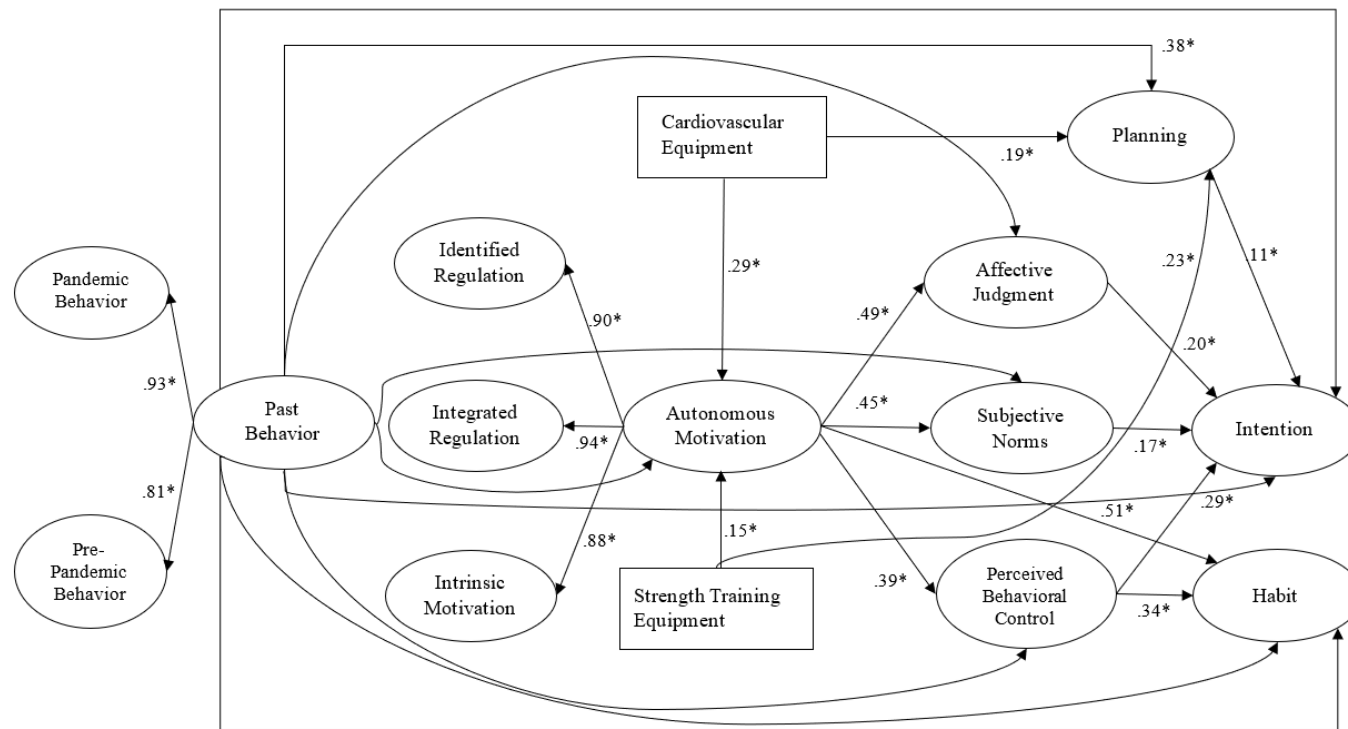 .38*
Cardiovascular
Equipment
Planning
.19*
Identified
Regulation
Pandemic
Behavior
.29*
Affective
Judgment
.23*
.11*
.90*
.49*
.20*
.93*
Past
Behavior
Integrated
Regulation
Autonomous
Motivation
.45*
Subjective
Norms
Intention
.94*
.17*
.81*
.51*
.29*
.88*
.15*
Pre-
Pandemic
Behavior
Intrinsic
Motivation
Strength Training
Equipment
.39*
Perceived
Behavioral
Control
.34*
Habit